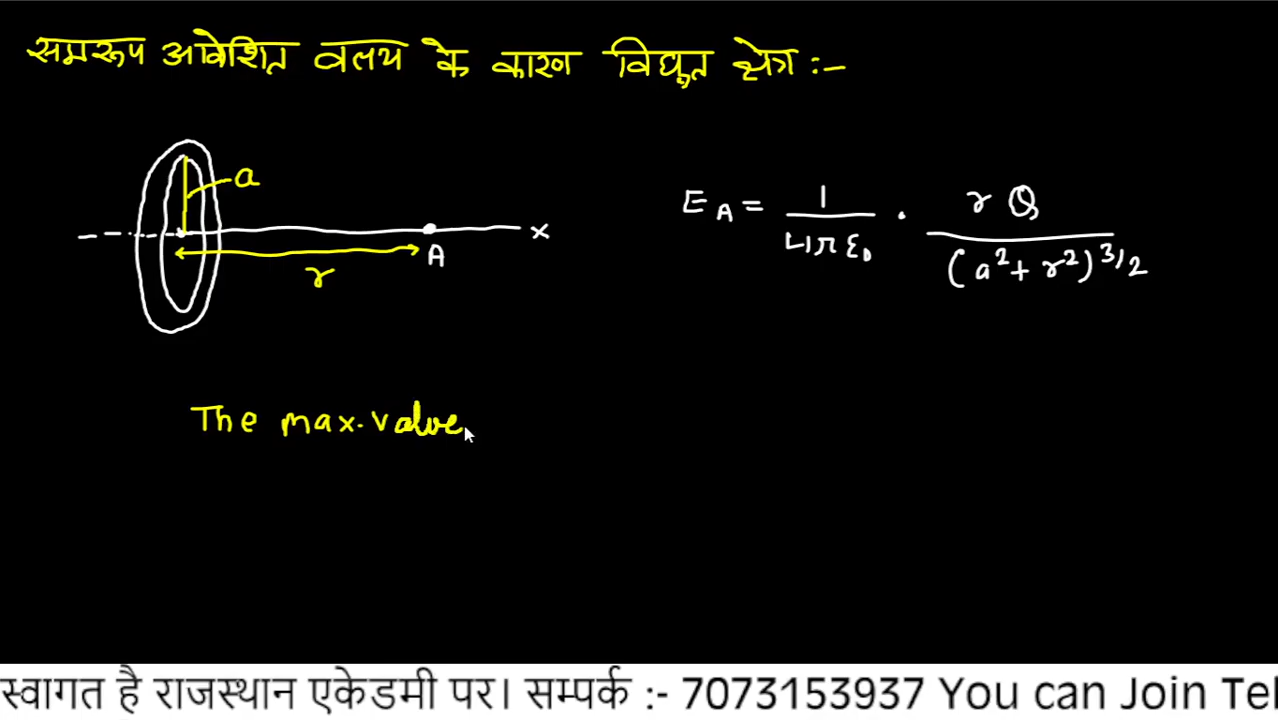 समरूप आवेशित वलय के कारण विद्युत क्षेत्र :-
a
x
A
r
E_A = 1/(4πε₀) · rQ/(a²+r²)^3/2
The max. value
स्वागत है राजस्थान एकेडमी पर। सम्पर्क :- 7073153937 You can Join Tel